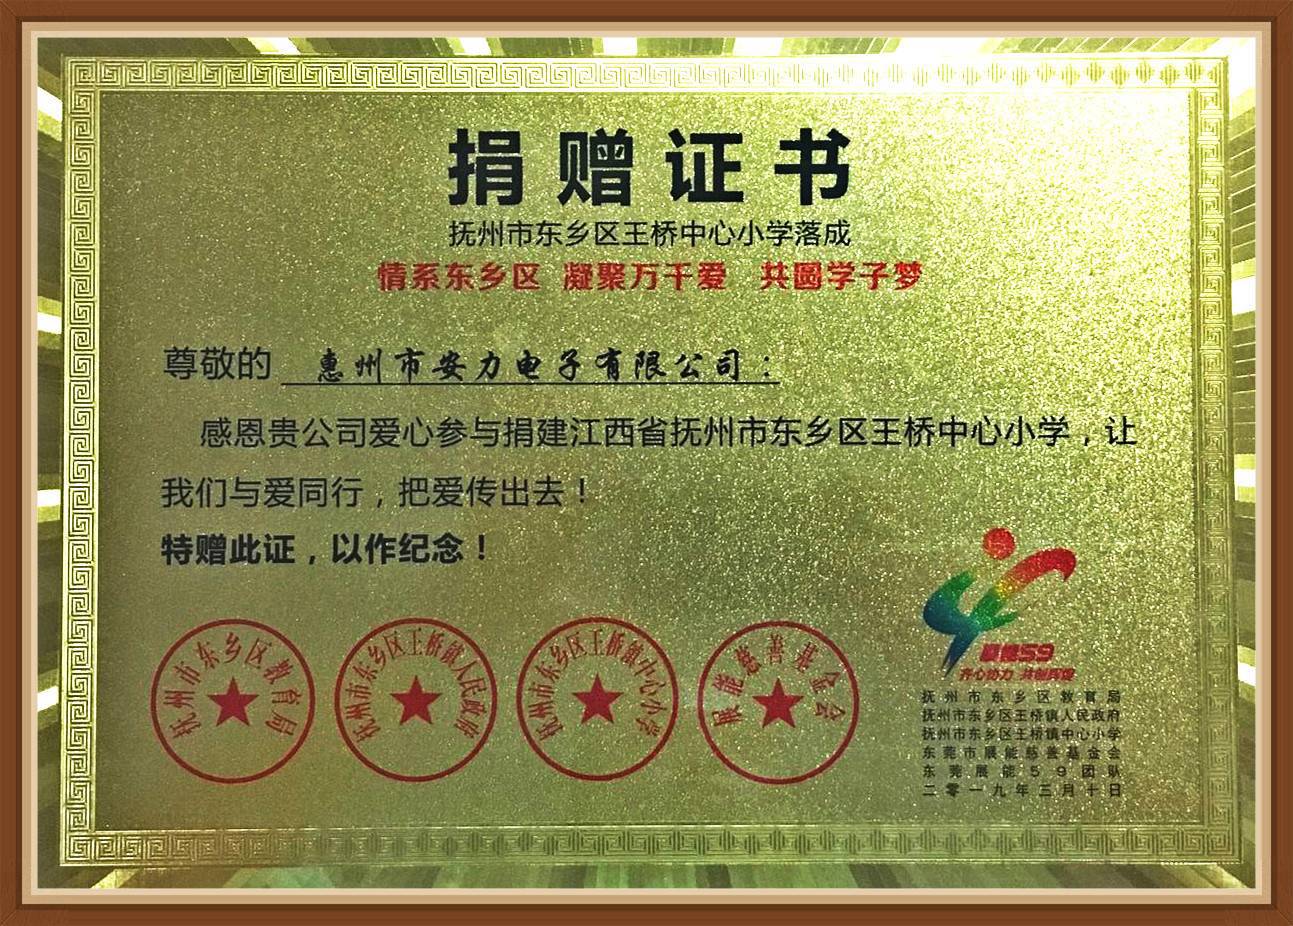 捐赠证书
抚州市东乡区王桥中心小学落成
情系东乡区 凝聚万千爱 共圆学子梦
尊敬的 惠州市安力电子有限公司：
感恩贵公司爱心参与捐建江西省抚州市东乡区王桥中心小学，让
我们与爱同行，把爱传出去！
特赠此证，以作纪念！
抚州市东乡区教育局
抚州市东乡区王桥镇人民政府
抚州市东乡区王桥镇中心小学
展能慈善基金会
展能59
齐心协力 共创辉煌
抚州市东乡区教育局
抚州市东乡区王桥镇人民政府
抚州市东乡区王桥镇中心小学
东莞市展能慈善基金会
东莞展能59团队
二零一九年三月十日